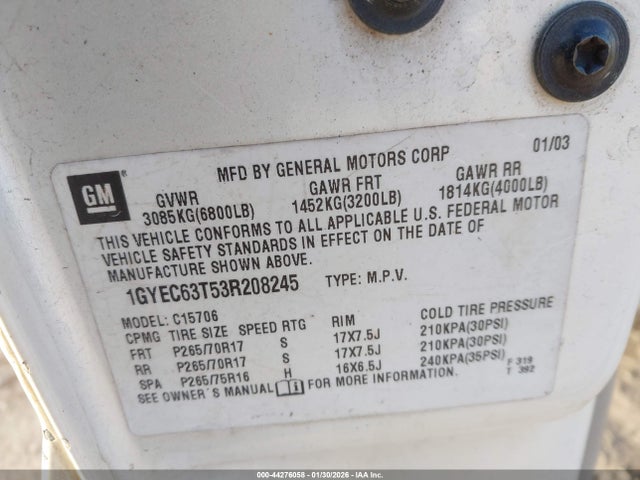 MFD BY GENERAL MOTORS CORP 01/03
GM
GVWR GAWR FRT GAWR RR
3085KG(6800LB) 1452KG(3200LB) 1814KG(4000LB)
THIS VEHICLE CONFORMS TO ALL APPLICABLE U.S. FEDERAL MOTOR
VEHICLE SAFETY STANDARDS IN EFFECT ON THE DATE OF
MANUFACTURE SHOWN ABOVE.
1GYEC63T53R208245 TYPE: M.P.V.
MODEL: C15706
CPMG TIRE SIZE SPEED RTG RIM COLD TIRE PRESSURE
FRT P265/70R17 S 17X7.5J 210KPA(30PSI)
RR P265/70R17 S 17X7.5J 210KPA(30PSI)
SPA P265/75R16 H 16X6.5J 240KPA(35PSI)
SEE OWNER'S MANUAL FOR MORE INFORMATION.
F 319
T 392
000-44276058 - 01/30/2026 - IAA Inc.